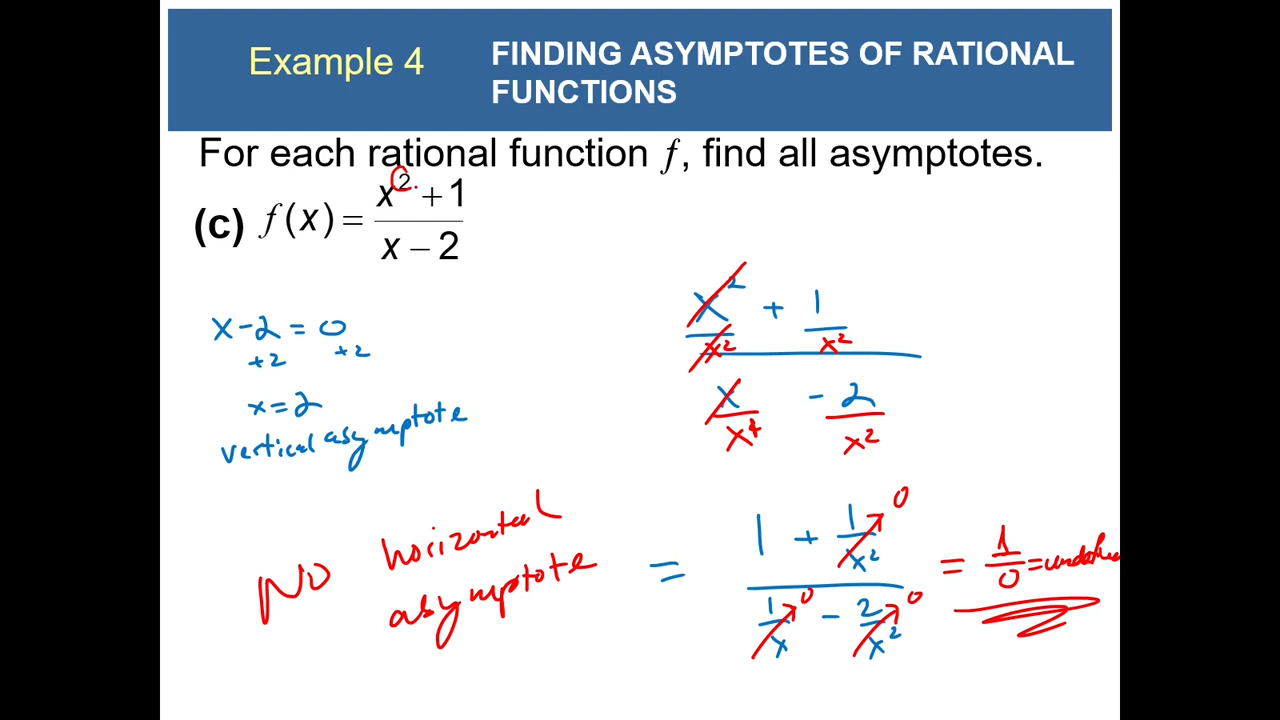 Example 4
FINDING ASYMPTOTES OF RATIONAL
FUNCTIONS
For each rational function f, find all asymptotes.
(c) f(x) = (x² + 1)/(x − 2)
x - 2 = 0
+2 +2
x = 2
vertical asymptote
x²/x² + 1/x²
x/x² - 2/x²
NO horizontal
asymptote
= (1 + 1/x²)/(1/x - 2/x²) = 1/0 =
0
0 0